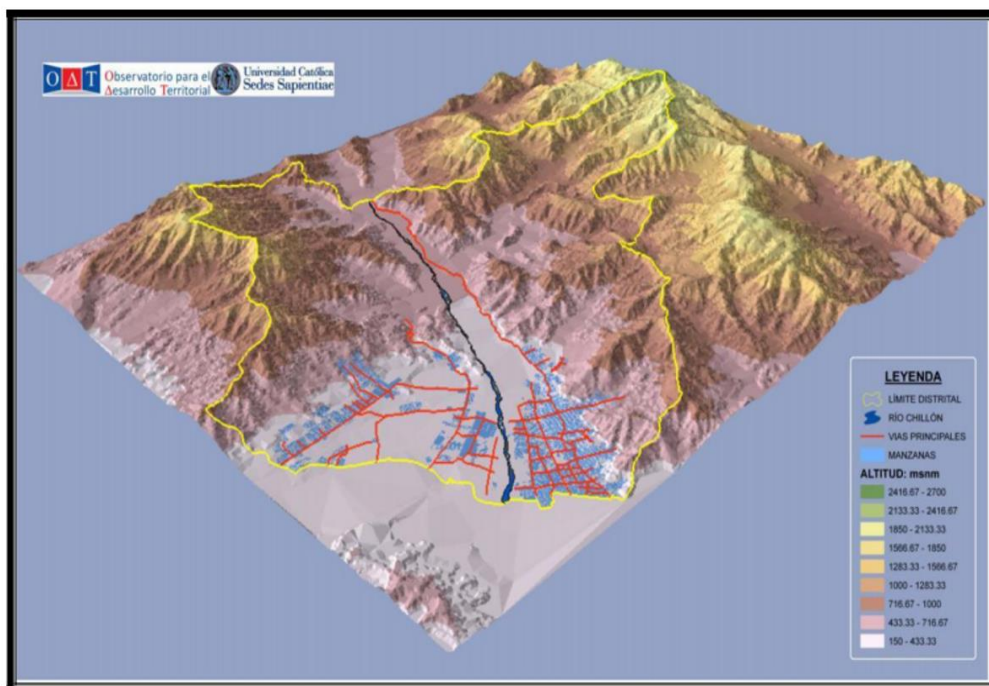 OΔT Observatorio para el
Δesarrollo Territorial
Universidad Católica
Sedes Sapientiae
LEYENDA
LÍMITE DISTRITAL
RÍO CHILLÓN
VIAS PRINCIPALES
MANZANAS
ALTITUD: msnm
2416.67 - 2700
2133.33 - 2416.67
1850 - 2133.33
1566.67 - 1850
1283.33 - 1566.67
1000 - 1283.33
716.67 - 1000
433.33 - 716.67
150 - 433.33